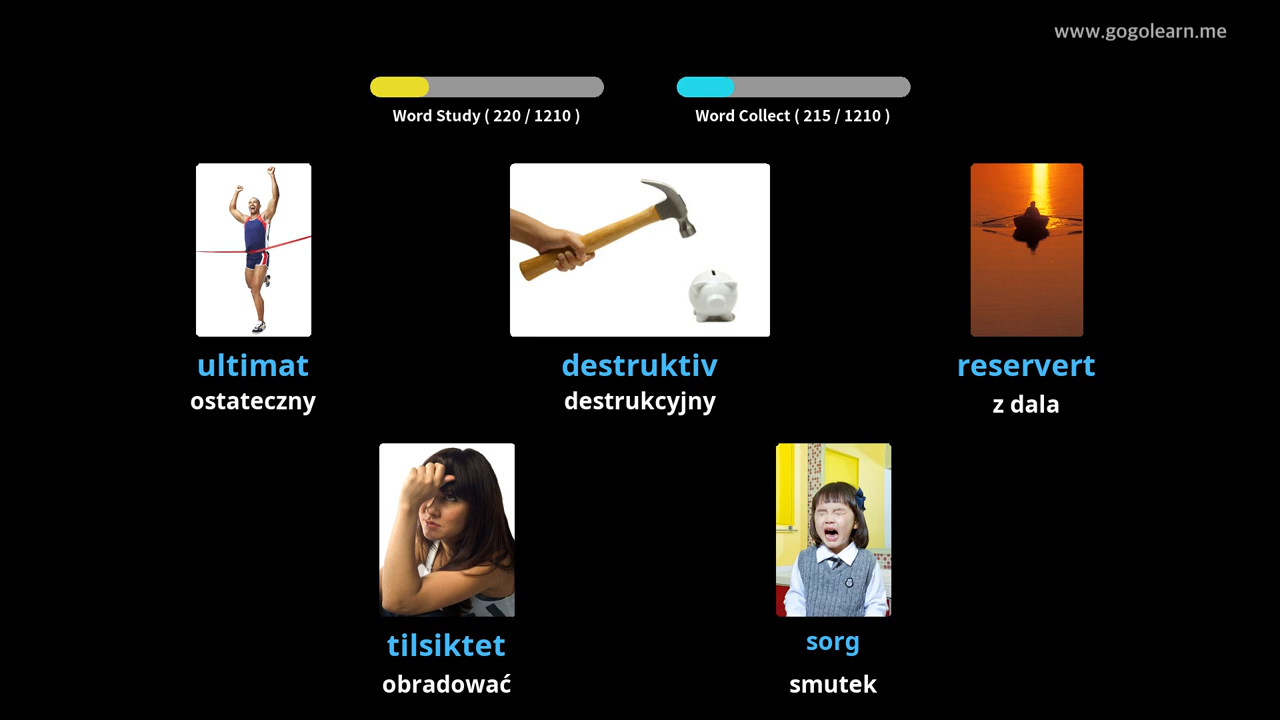 www.gogolearn.me
Word Study ( 220 / 1210 )
Word Collect ( 215 / 1210 )
ultimat
ostateczny
destruktiv
destrukcyjny
reservert
z dala
tilsiktet
obradować
sorg
smutek